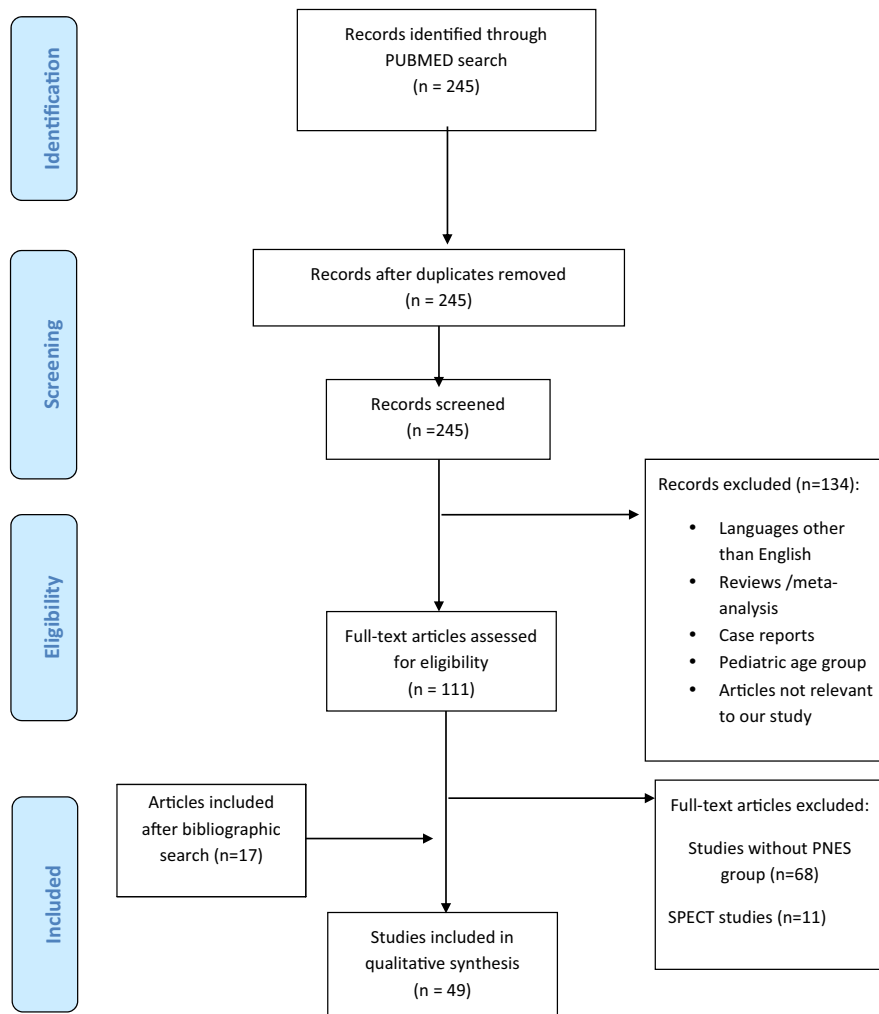 Identification
Records identified through
PUBMED search
(n = 245)
Records after duplicates removed
(n = 245)
Screening
Records screened
(n =245)
Records excluded (n=134):
• Languages other
than English
• Reviews /meta-
analysis
• Case reports
• Pediatric age group
• Articles not relevant
to our study
Eligibility
Full-text articles assessed
for eligibility
(n = 111)
Articles included
after bibliographic
search (n=17)
Full-text articles excluded:
Studies without PNES
group (n=68)
SPECT studies (n=11)
Included
Studies included in
qualitative synthesis
(n = 49)